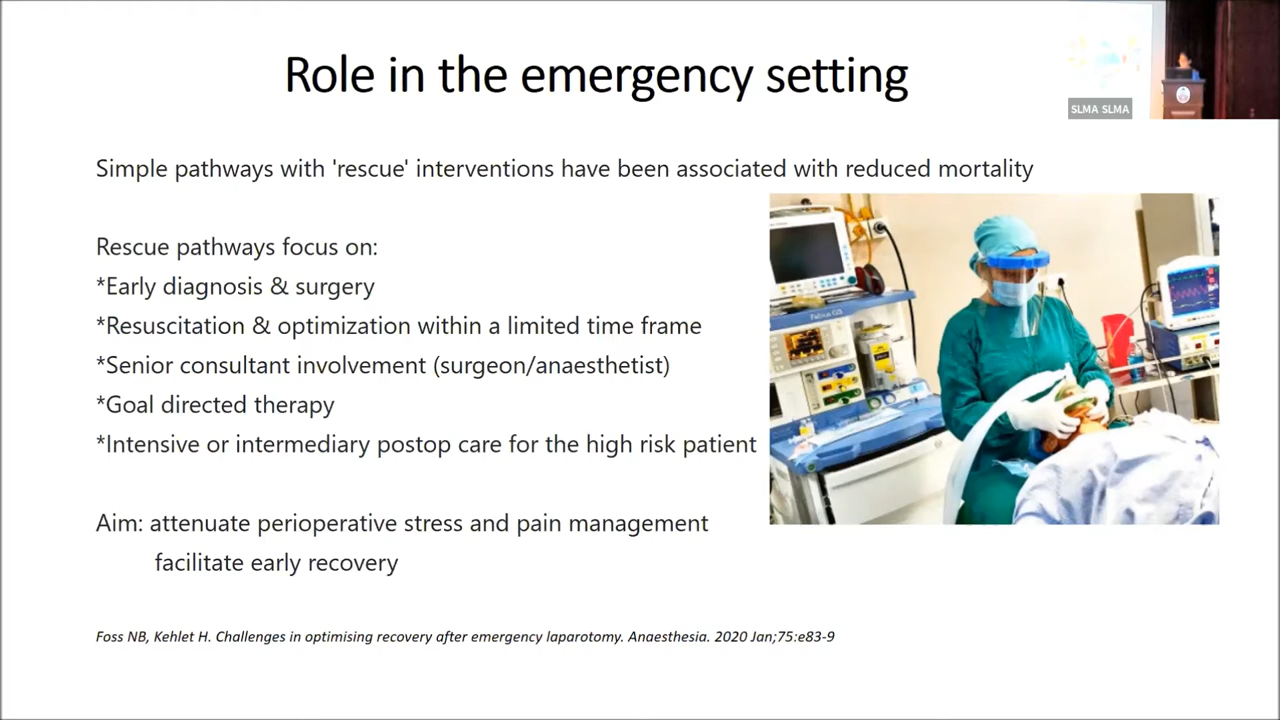 Role in the emergency setting
SLMA SLMA
Simple pathways with 'rescue' interventions have been associated with reduced mortality
Rescue pathways focus on:
*Early diagnosis & surgery
*Resuscitation & optimization within a limited time frame
*Senior consultant involvement (surgeon/anaesthetist)
*Goal directed therapy
*Intensive or intermediary postop care for the high risk patient
Aim: attenuate perioperative stress and pain management
facilitate early recovery
Foss NB, Kehlet H. Challenges in optimising recovery after emergency laparotomy. Anaesthesia. 2020 Jan;75:e83-9